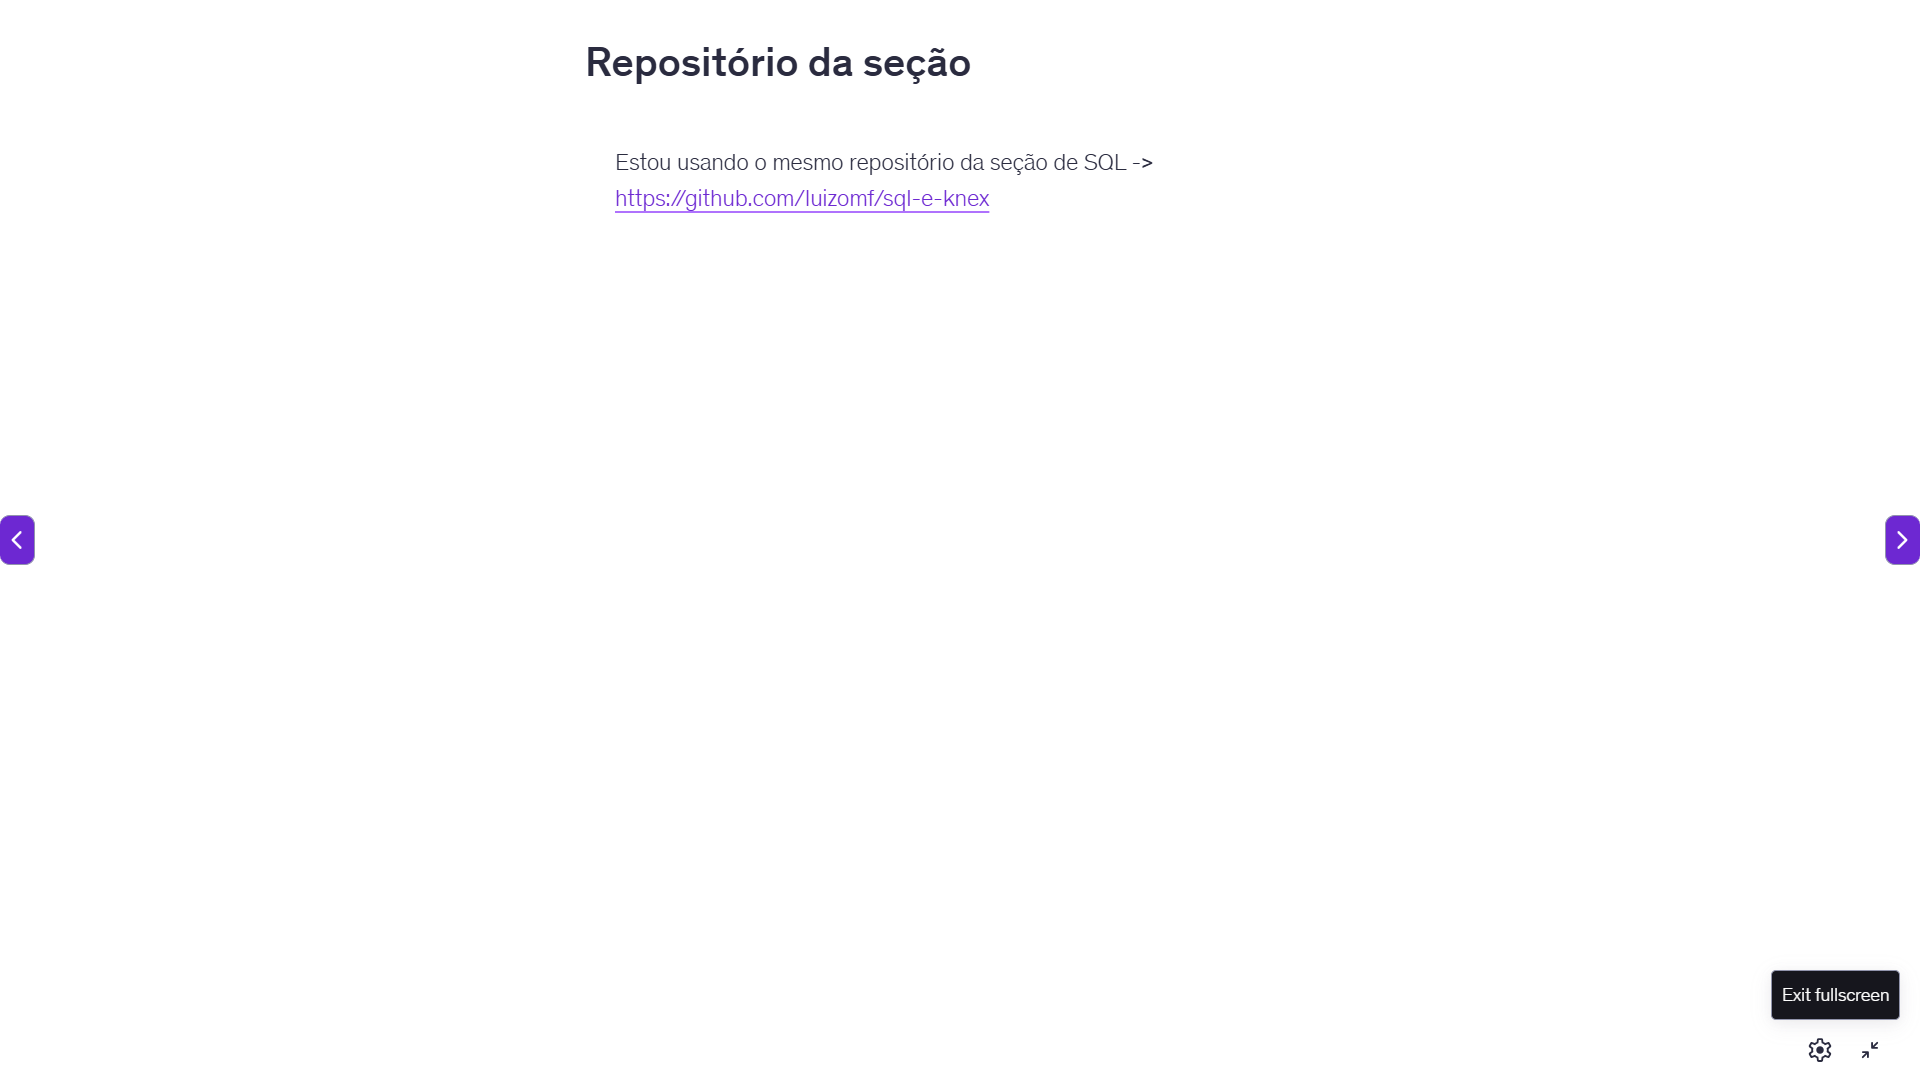 Repositório da seção
Estou usando o mesmo repositório da seção de SQL ->
https://github.com/luizomf/sql-e-knex
Exit fullscreen